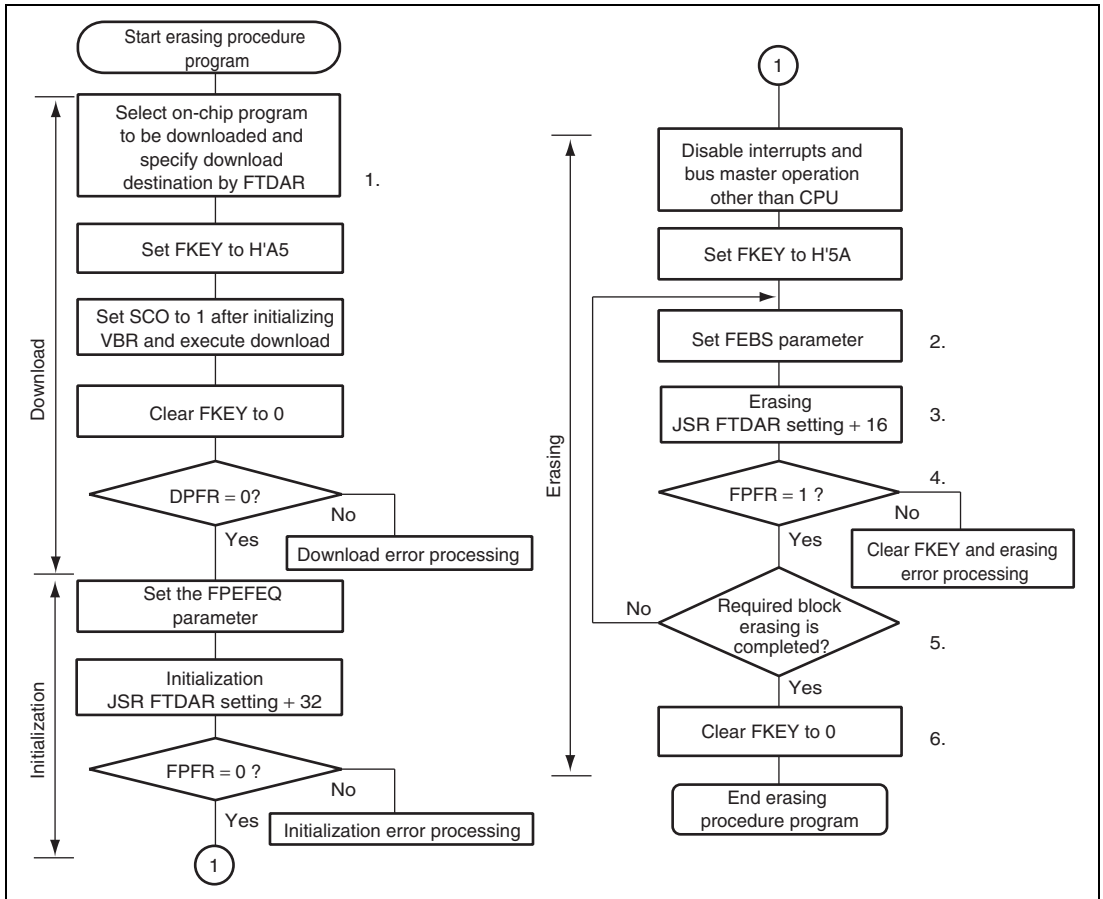 Start erasing procedure
program
Select on-chip program
to be downloaded and
specify download
destination by FTDAR
1.
Set FKEY to H'A5
Set SCO to 1 after initializing
VBR and execute download
Clear FKEY to 0
DPFR = 0?
No
Yes
Download error processing
Download
Set the FPEFEQ
parameter
Initialization
JSR FTDAR setting + 32
FPFR = 0 ?
No
Yes
Initialization error processing
Initialization
1
1
Disable interrupts and
bus master operation
other than CPU
Set FKEY to H'5A
Set FEBS parameter
2.
Erasing
JSR FTDAR setting + 16
3.
4.
FPFR = 1 ?
No
Yes
Clear FKEY and erasing
error processing
No
Required block
erasing is
completed?
5.
Yes
Clear FKEY to 0
6.
Erasing
End erasing
procedure program